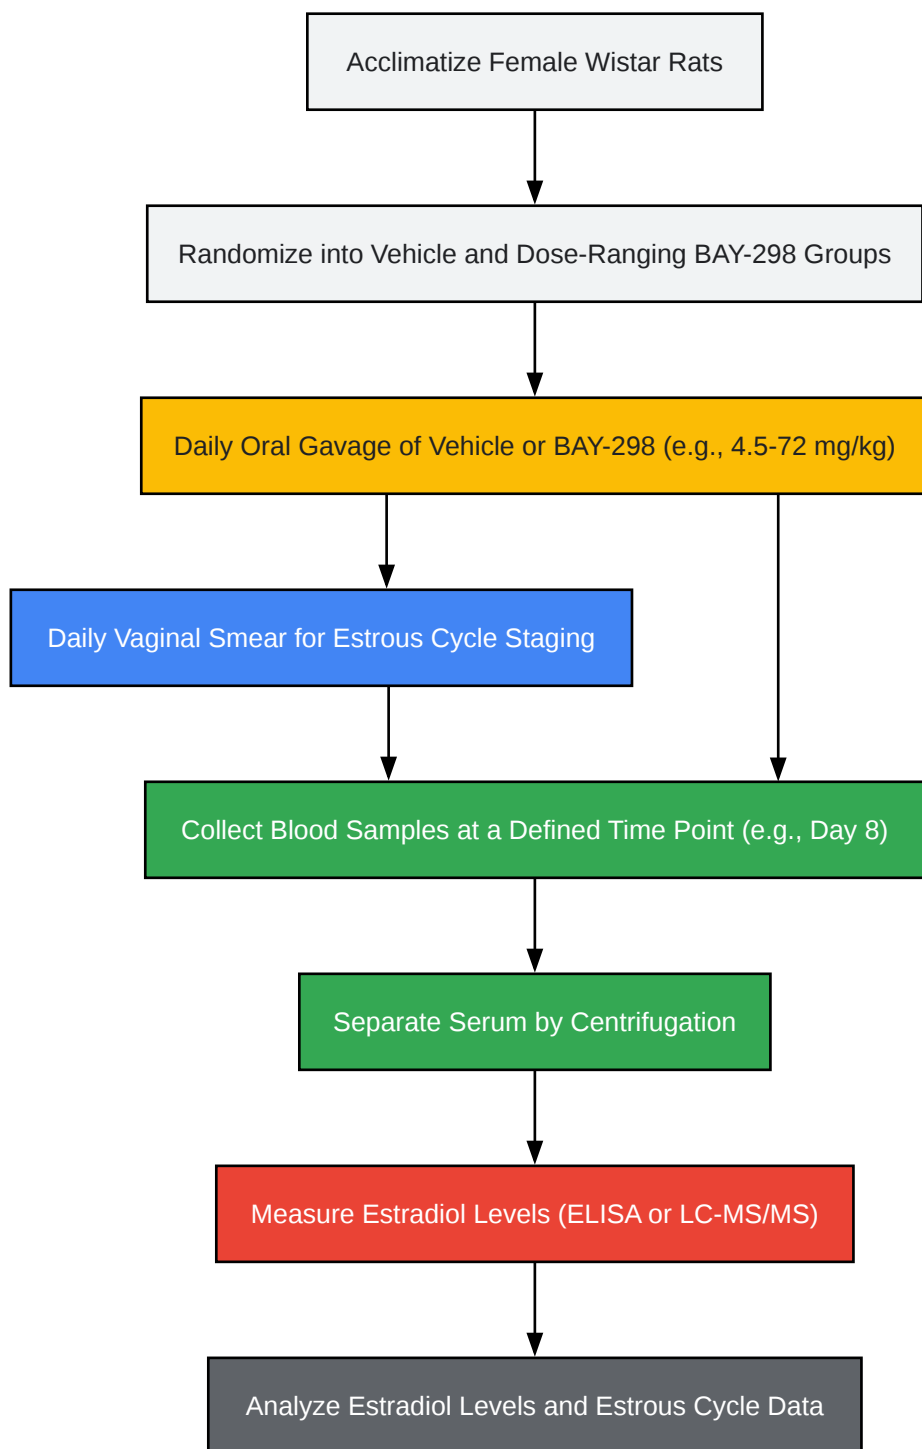 Acclimatize Female Wistar Rats
Randomize into Vehicle and Dose-Ranging BAY-298 Groups
Daily Oral Gavage of Vehicle or BAY-298 (e.g., 4.5-72 mg/kg)
Daily Vaginal Smear for Estrous Cycle Staging
Collect Blood Samples at a Defined Time Point (e.g., Day 8)
Separate Serum by Centrifugation
Measure Estradiol Levels (ELISA or LC-MS/MS)
Analyze Estradiol Levels and Estrous Cycle Data